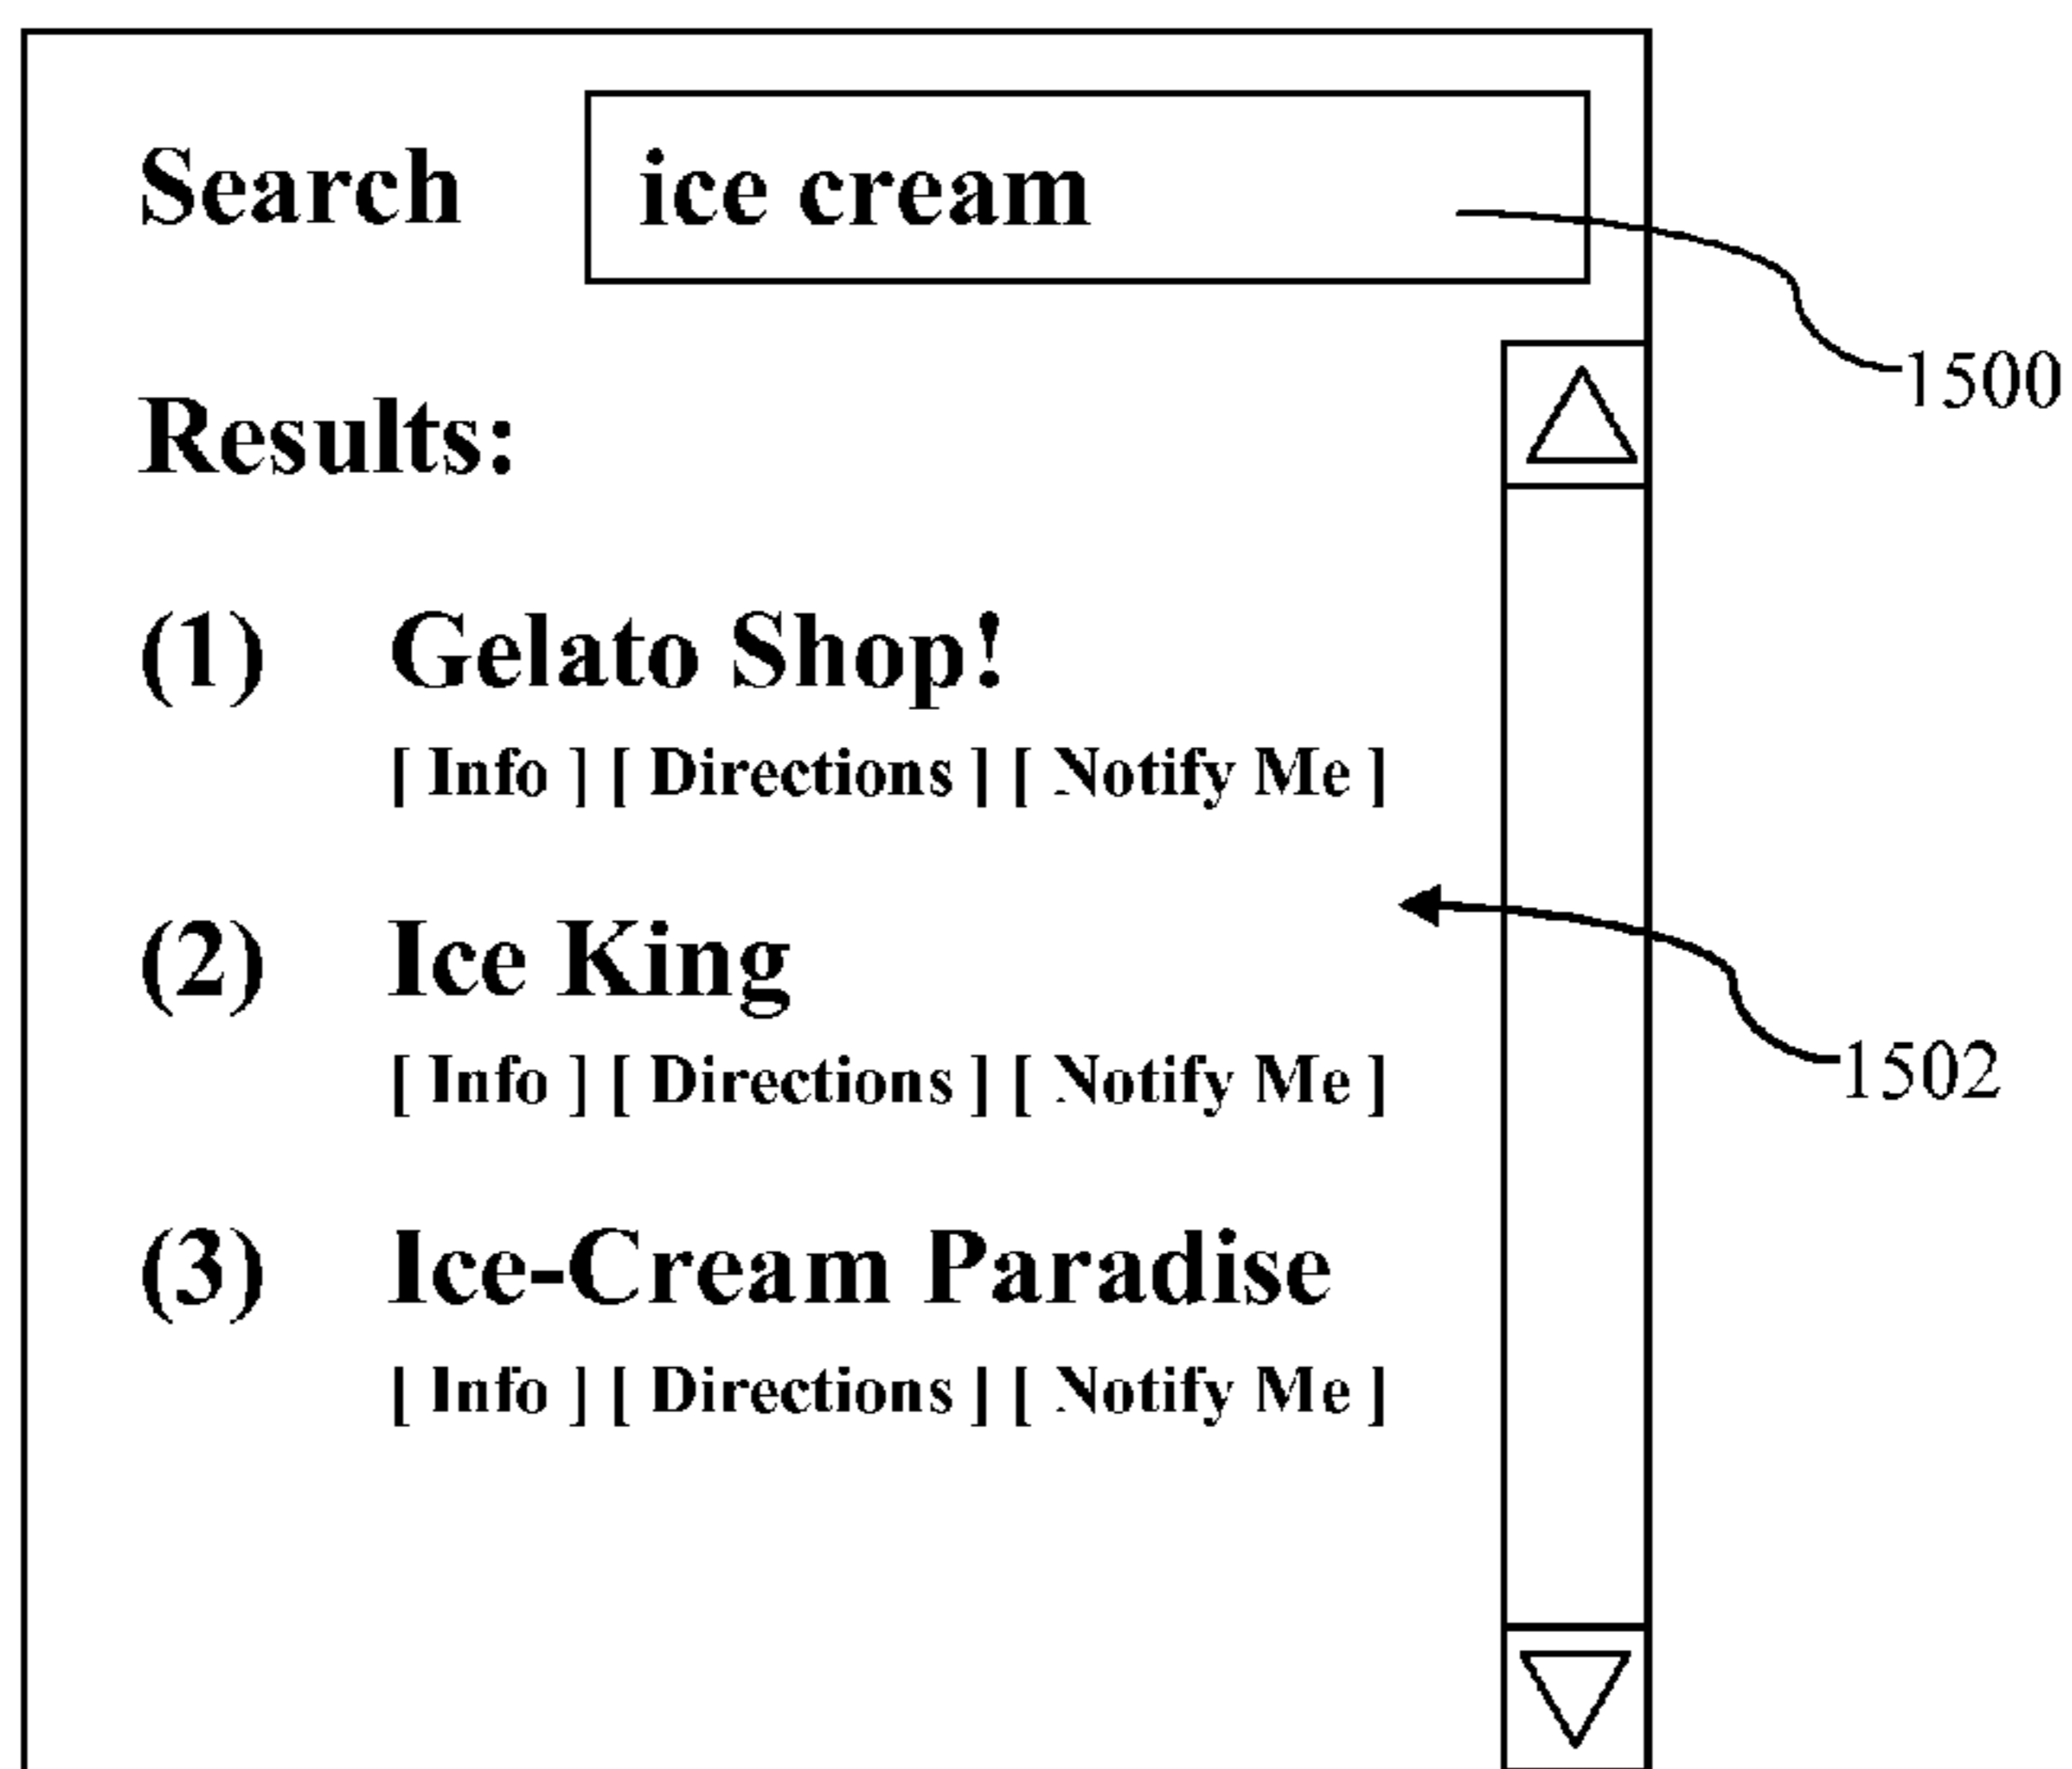 Search ice cream
1500
Results:
(1) Gelato Shop!
[ Info ] [ Directions ] [ Notify Me ]
(2) Ice King
[ Info ] [ Directions ] [ Notify Me ]
1502
(3) Ice-Cream Paradise
[ Info ] [ Directions ] [ Notify Me ]